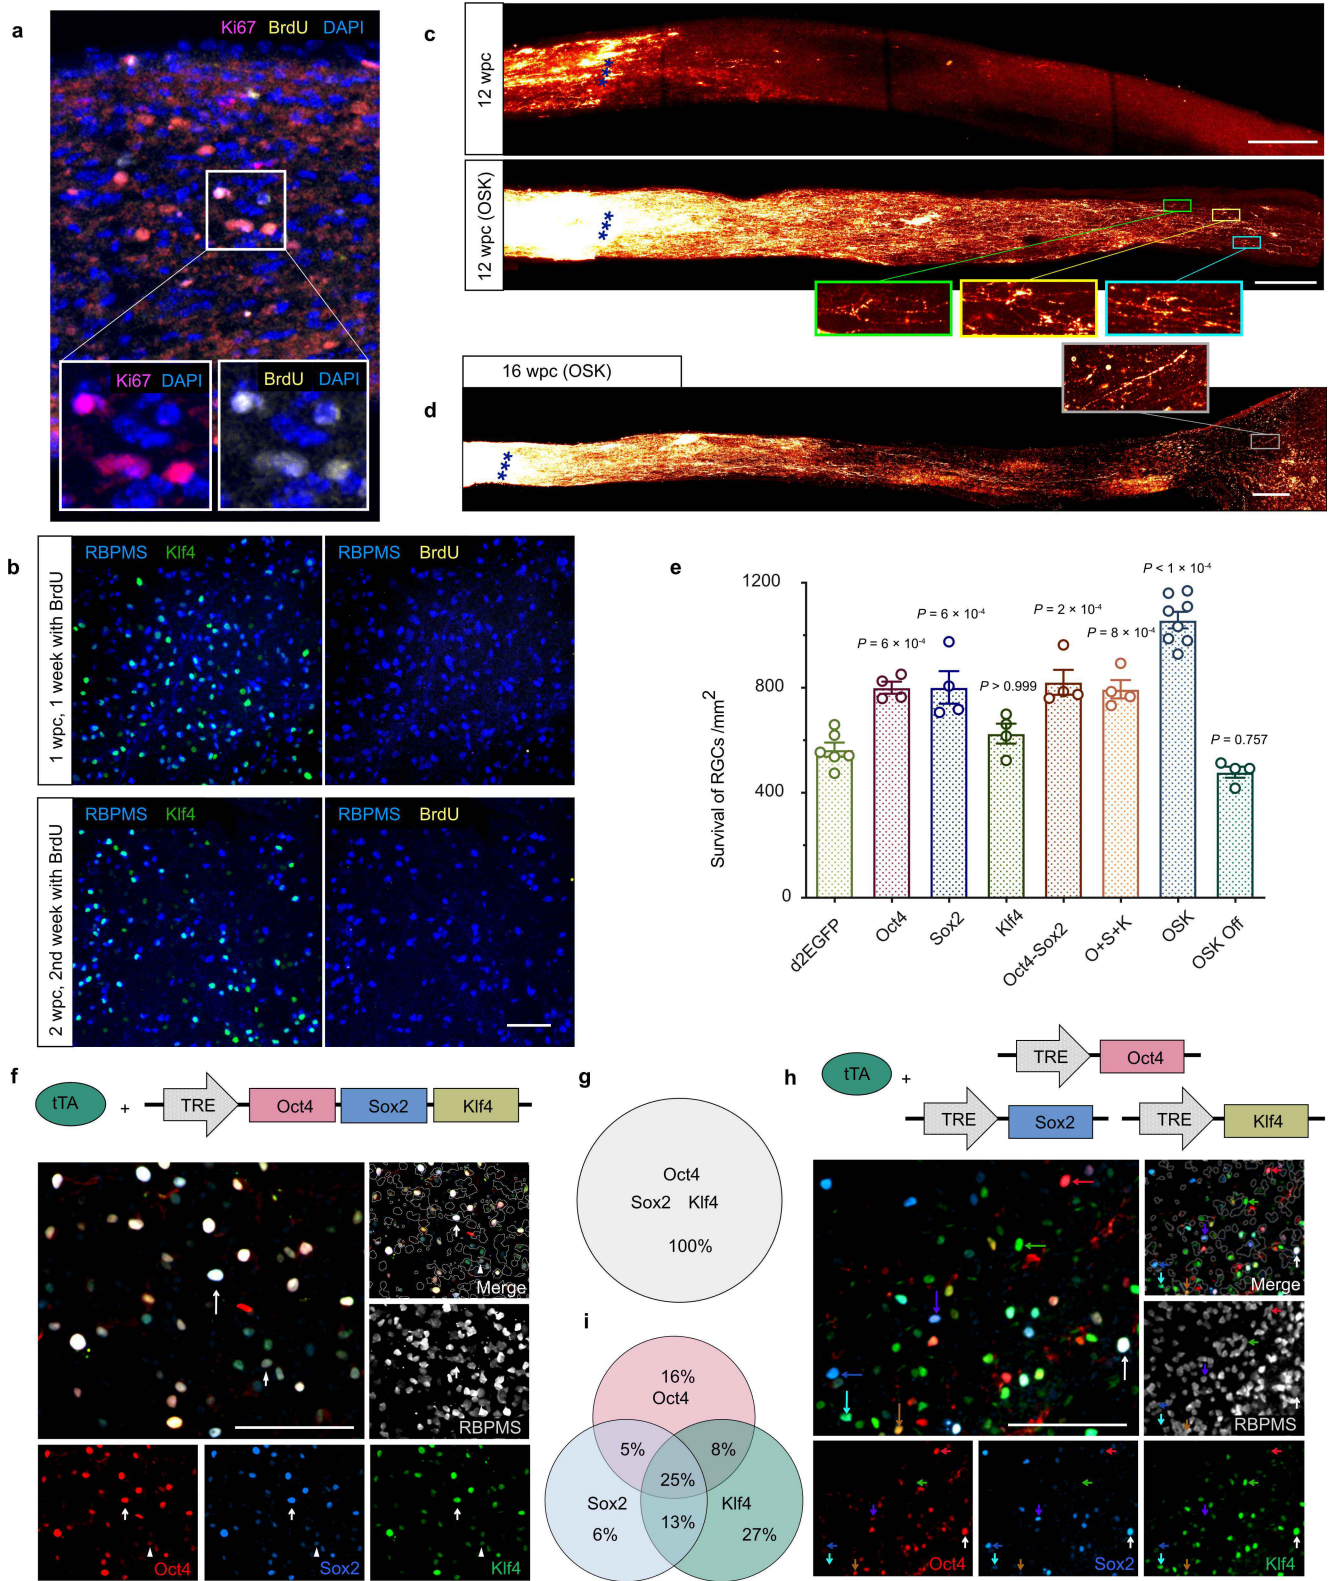 a
Ki67 BrdU DAPI
Ki67 DAPI
BrdU DAPI
b
1 wpc, 1 week with BrdU
RBPMS Klf4
RBPMS BrdU
2 wpc, 2nd week with BrdU
RBPMS Klf4
RBPMS BrdU
c
12 wpc
***
12 wpc (OSK)
***
d
16 wpc (OSK)
***
e
Survival of RGCs /mm²
1200
800
400
0
P = 6 × 10⁻⁴
P = 6 × 10⁻⁴
P > 0.999
P = 2 × 10⁻⁴
P = 8 × 10⁻⁴
P < 1 × 10⁻⁴
P = 0.757
d2EGFP
Oct4
Sox2
Klf4
Oct4-Sox2
O+S+K
OSK
OSK Off
f
tTA + TRE Oct4 Sox2 Klf4
Merge
RBPMS
Oct4
Sox2
Klf4
g
Oct4
Sox2 Klf4
100%
h
tTA +
TRE Oct4
TRE Sox2
TRE Klf4
Merge
RBPMS
Oct4
Sox2
Klf4
i
16%
Oct4
5%
8%
25%
Sox2
Klf4
6%
13%
27%